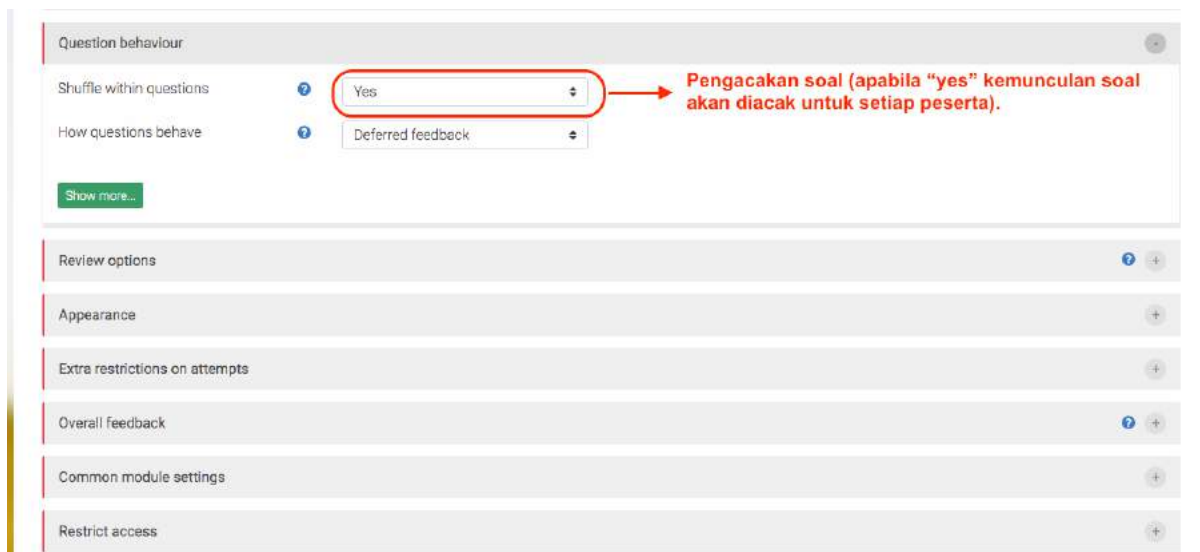 Question behaviour
Shuffle within questions
Yes
Pengacakan soal (apabila “yes” kemunculan soal
akan diacak untuk setiap peserta).
How questions behave
Deferred feedback
Show more...
Review options
Appearance
Extra restrictions on attempts
Overall feedback
Common module settings
Restrict access